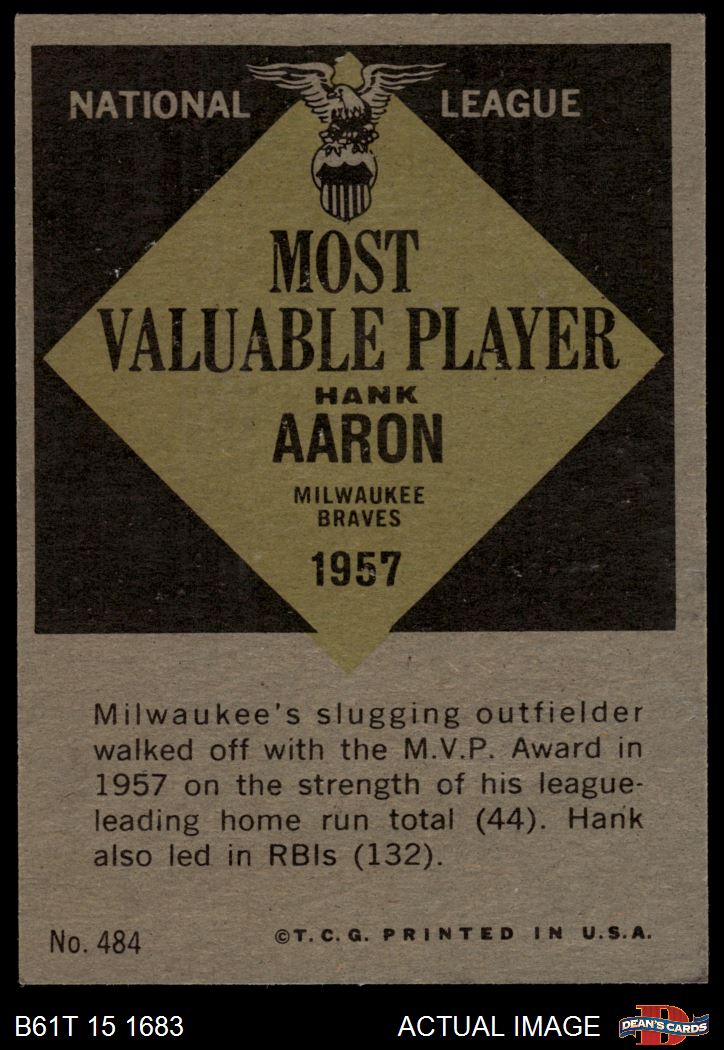 NATIONAL LEAGUE
MOST
VALUABLE PLAYER
HANK
AARON
MILWAUKEE
BRAVES
1957
Milwaukee's slugging outfielder
walked off with the M.V.P. Award in
1957 on the strength of his league-
leading home run total (44). Hank
also led in RBIs (132).
No. 484 ©T.C.G. PRINTED IN U.S.A.
B61T 15 1683 ACTUAL IMAGE DEAN'S CARDS